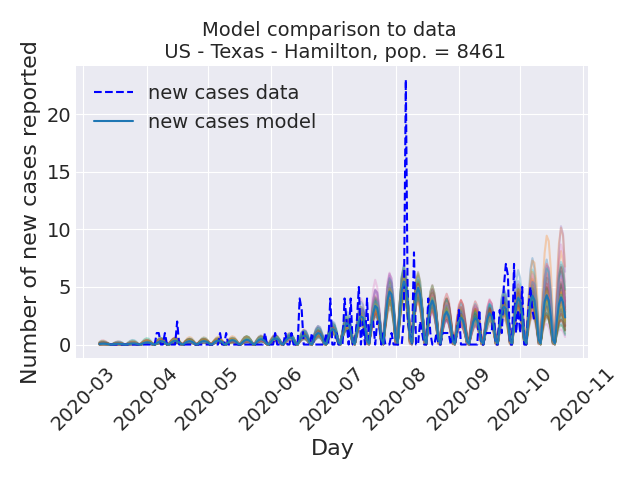 Model comparison to data
US - Texas - Hamilton, pop. = 8461
Number of new cases reported
20
15
10
5
0
new cases data
new cases model
2020-03
2020-04
2020-05
2020-06
2020-07
2020-08
2020-09
2020-10
2020-11
Day